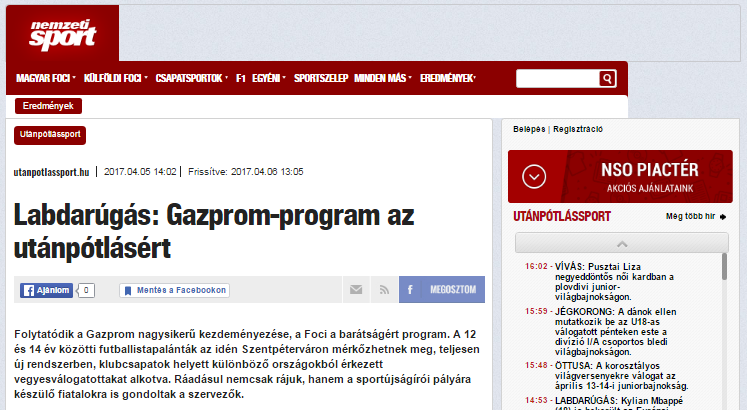 nemzeti
sport
MAGYAR FOCI KÜLFÖLDI FOCI CSAPATSPORTOK F1 EGYÉNI SPORTSZELEP MINDEN MÁS EREDMÉNYEK
Eredmények
Utánpótlássport
utanpotlassport.hu | 2017.04.05 14:02 | Frissítve: 2017.04.06 13:05
Labdarúgás: Gazprom-program az
utánpótlásért
Ajánlom 0 Mentés a Facebookon f MEGOSZTOM
Folytatódik a Gazprom nagysikerű kezdeményezése, a Foci a barátságért program. A 12
és 14 év közötti futballistapalánták az idén Szentpéterváron mérkőzhetnek meg, teljesen
új rendszerben, klubcsapatok helyett különböző országokból érkezett
vegyesválogatottakat alkotva. Ráadásul nemcsak rájuk, hanem a sportújságírói pályára
készülő fiatalokra is gondoltak a szervezők.
Belépés | Regisztráció
NSO PIACTÉR
AKCIÓS AJÁNLATAINK
UTÁNPÓTLÁSSPORT Még több hír
16:02 - VÍVÁS: Pusztai Liza
negyeddöntős női kardban a
plovdivi junior-
világbajnokságon.
15:59 - JÉGKORONG: A dánok ellen
mutatkozik be az U18-as
válogatott pénteken este a
divízió I/A csoportos bledi
világbajnokságon.
15:48 - ÖTTUSA: A korosztályos
világversenyekre válogat az
április 13-14-i juniorbajnokság.
14:53 - LABDARÚGÁS: Kylian Mbappé